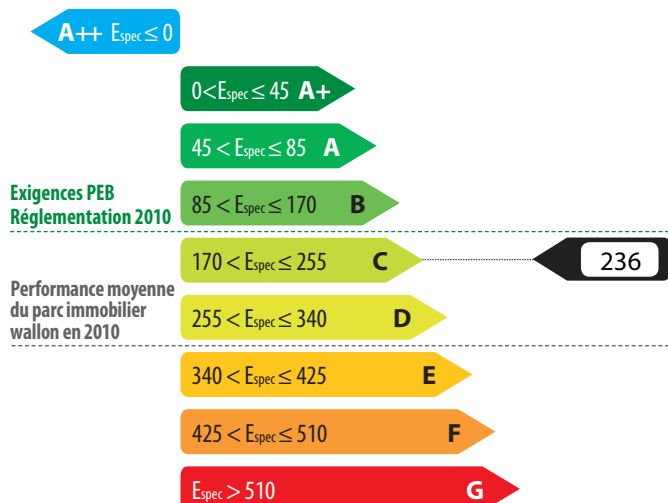 A++ Espec ≤ 0
0<Espec ≤ 45 A+
45 < Espec ≤ 85 A
Exigences PEB
Réglementation 2010
85 < Espec ≤ 170 B
170 < Espec ≤ 255 C
236
Performance moyenne
du parc immobilier
wallon en 2010
255 < Espec ≤ 340 D
340 < Espec ≤ 425 E
425 < Espec ≤ 510 F
Espec > 510 G